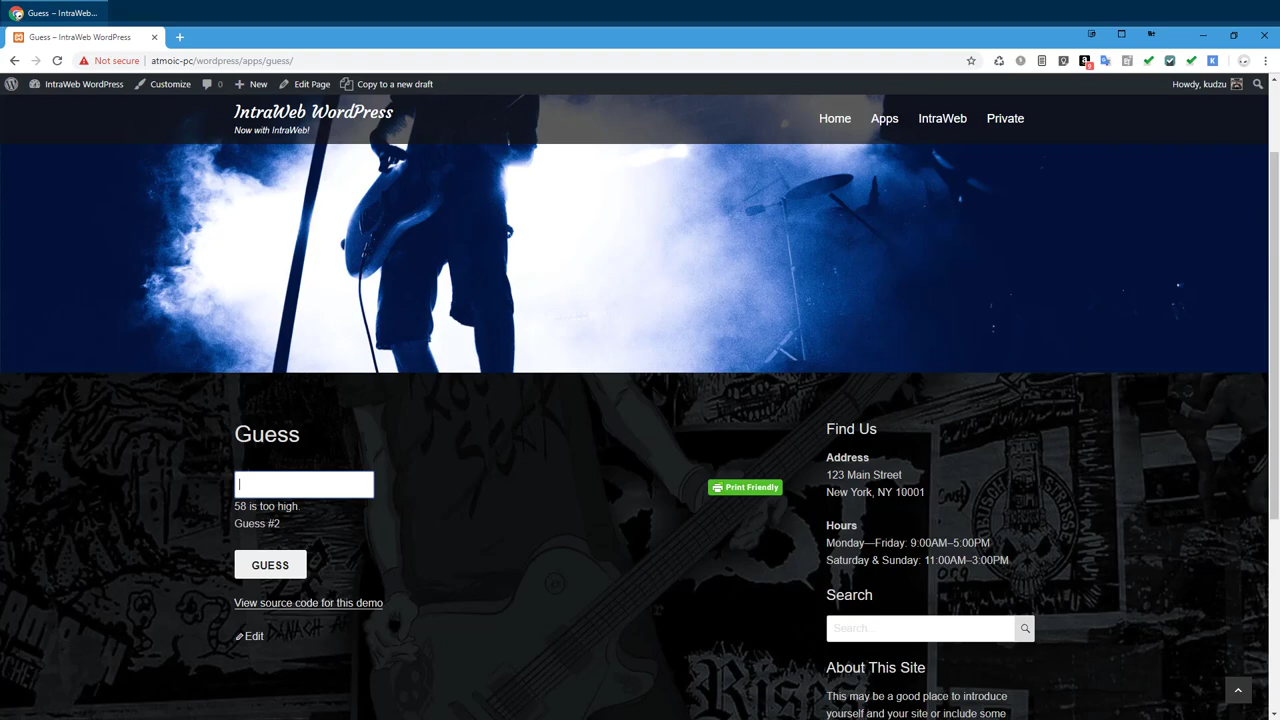 Guess – IntraWeb...
Guess – IntraWeb WordPress
Not secure
atmoic-pc/wordpress/apps/guess/
IntraWeb WordPress
Customize
0
New
Edit Page
Copy to a new draft
Howdy, kudzu
IntraWeb WordPress
Now with IntraWeb!
Home
Apps
IntraWeb
Private
Guess
58 is too high.
Guess #2
GUESS
View source code for this demo
Edit
Print Friendly
Find Us
Address
123 Main Street
New York, NY 10001
Hours
Monday—Friday: 9:00AM–5:00PM
Saturday & Sunday: 11:00AM–3:00PM
Search
Search...
About This Site
This may be a good place to introduce
yourself and your site or include some